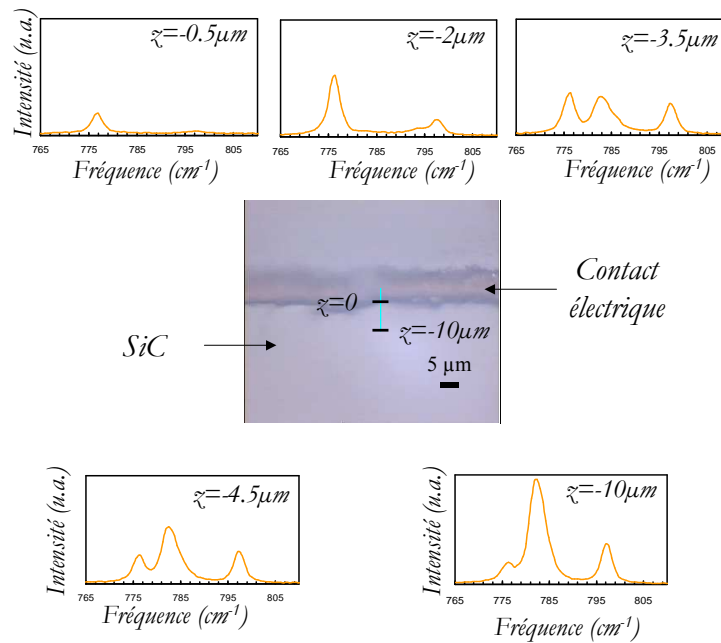 z=-0.5μm
z=-2μm
z=-3.5μm
Intensité (u.a.)
765 775 785 795 805
765 775 785 795 805
765 775 785 795 805
Fréquence (cm-1)
Fréquence (cm-1)
Fréquence (cm-1)
Contact
électrique
z=0
z=-10μm
SiC
5 μm
z=-4.5μm
z=-10μm
Intensité (u.a.)
Intensité (u.a.)
765 775 785 795 805
765 775 785 795 805
Fréquence (cm-1)
Fréquence (cm-1)